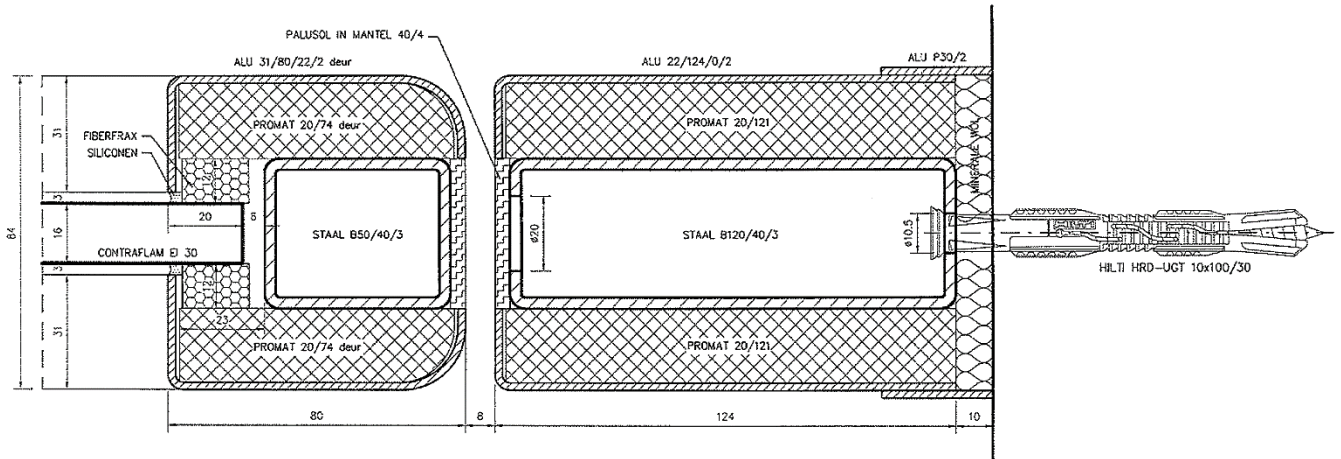 PALUSOL IN MANTEL 40/4
ALU 31/80/22/2 deur
ALU 22/124/0/2
ALU P30/2
PROMAT 20/74 deur
PROMAT 20/121
FIBERFRAX
SILICONEN
MINERALE WOL
31
3
12
20
6
84
16
CONTRAFLAM EI 30
STAAL B50/40/3
ø20
STAAL B120/40/3
ø10,5
HILTI HRD-UGT 10x100/30
3
12
23
31
PROMAT 20/74 deur
PROMAT 20/121
80
8
124
10